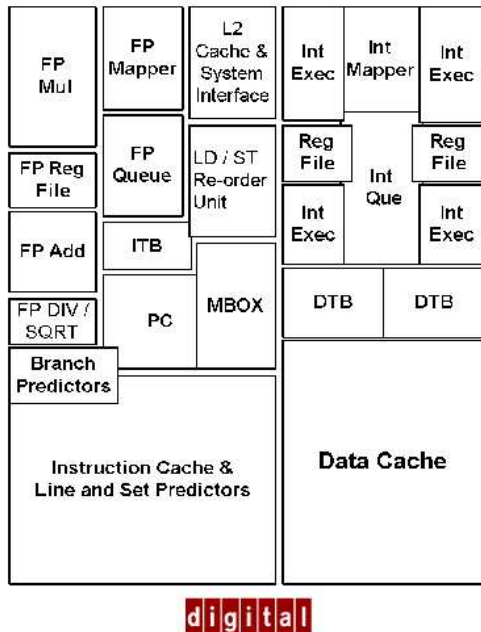 FP
Mul
FP
Mapper
L2
Cache &
System
Interface
Int
Exec
Int
Mapper
Int
Exec
FP Reg
File
FP
Queue
LD / ST
Re-order
Unit
Reg
File
Int
Que
Reg
File
FP Add
ITB
Int
Exec
Int
Exec
FP DIV /
SQRT
PC
MBOX
DTB
DTB
Branch
Predictors
Instruction Cache &
Line and Set Predictors
Data Cache
digital